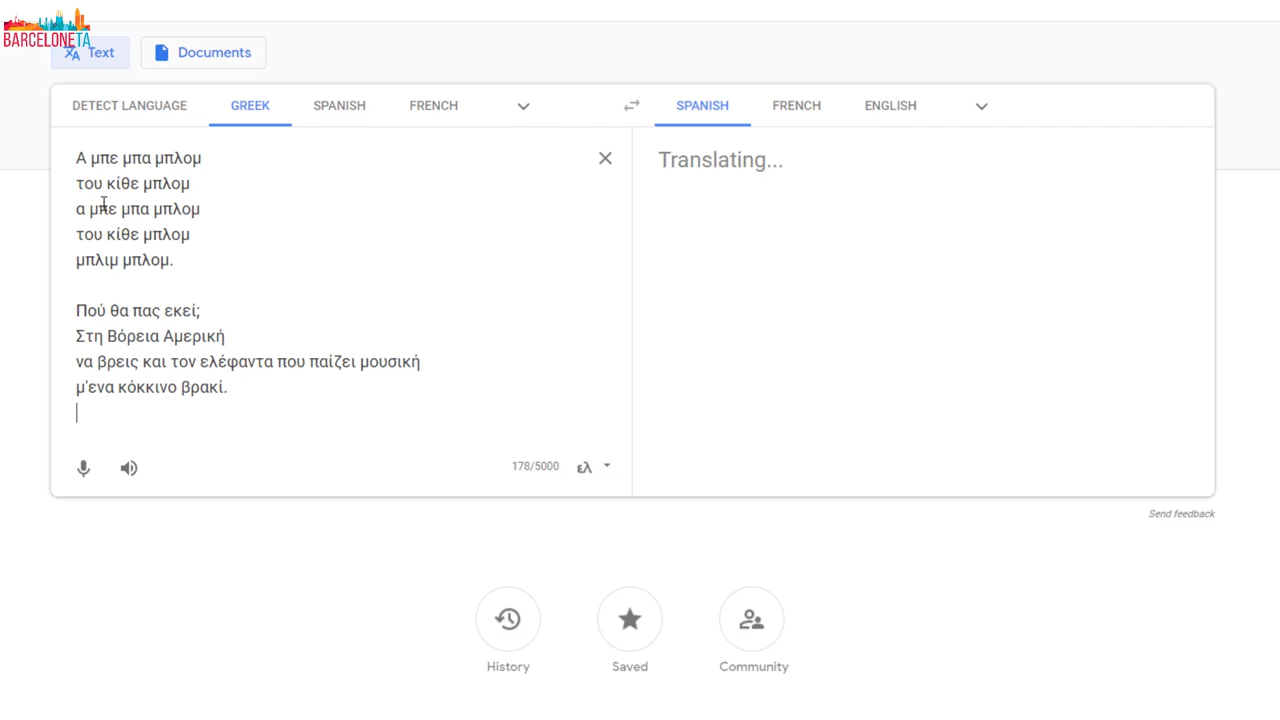 BARCELONETA
Text
Documents
DETECT LANGUAGE GREEK SPANISH FRENCH
SPANISH FRENCH ENGLISH
Α μπε μπα μπλομ
του κίθε μπλομ
α μπε μπα μπλομ
του κίθε μπλομ
μπλιμ μπλομ.
Πού θα πας εκεί;
Στη Βόρεια Αμερική
να βρεις και τον ελέφαντα που παίζει μουσική
μ'ενα κόκκινο βρακί.
178/5000 ελ
Translating...
Send feedback
History Saved Community